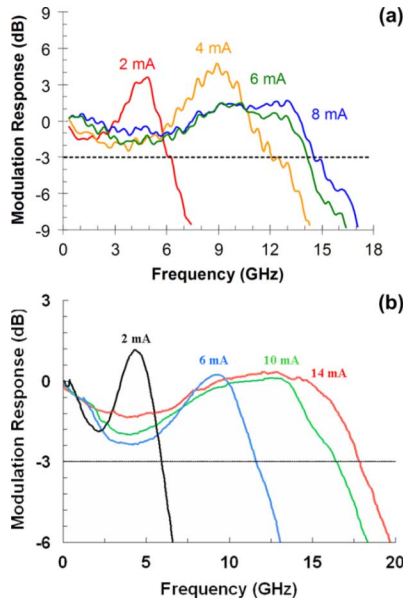 (a)
Modulation Response (dB)
9
6
3
0
-3
-6
-9
2 mA
4 mA
6 mA
8 mA
0 3 6 9 12 15 18
Frequency (GHz)
(b)
Modulation Response (dB)
3
0
-3
-6
2 mA
6 mA
10 mA
14 mA
0 5 10 15 20
Frequency (GHz)